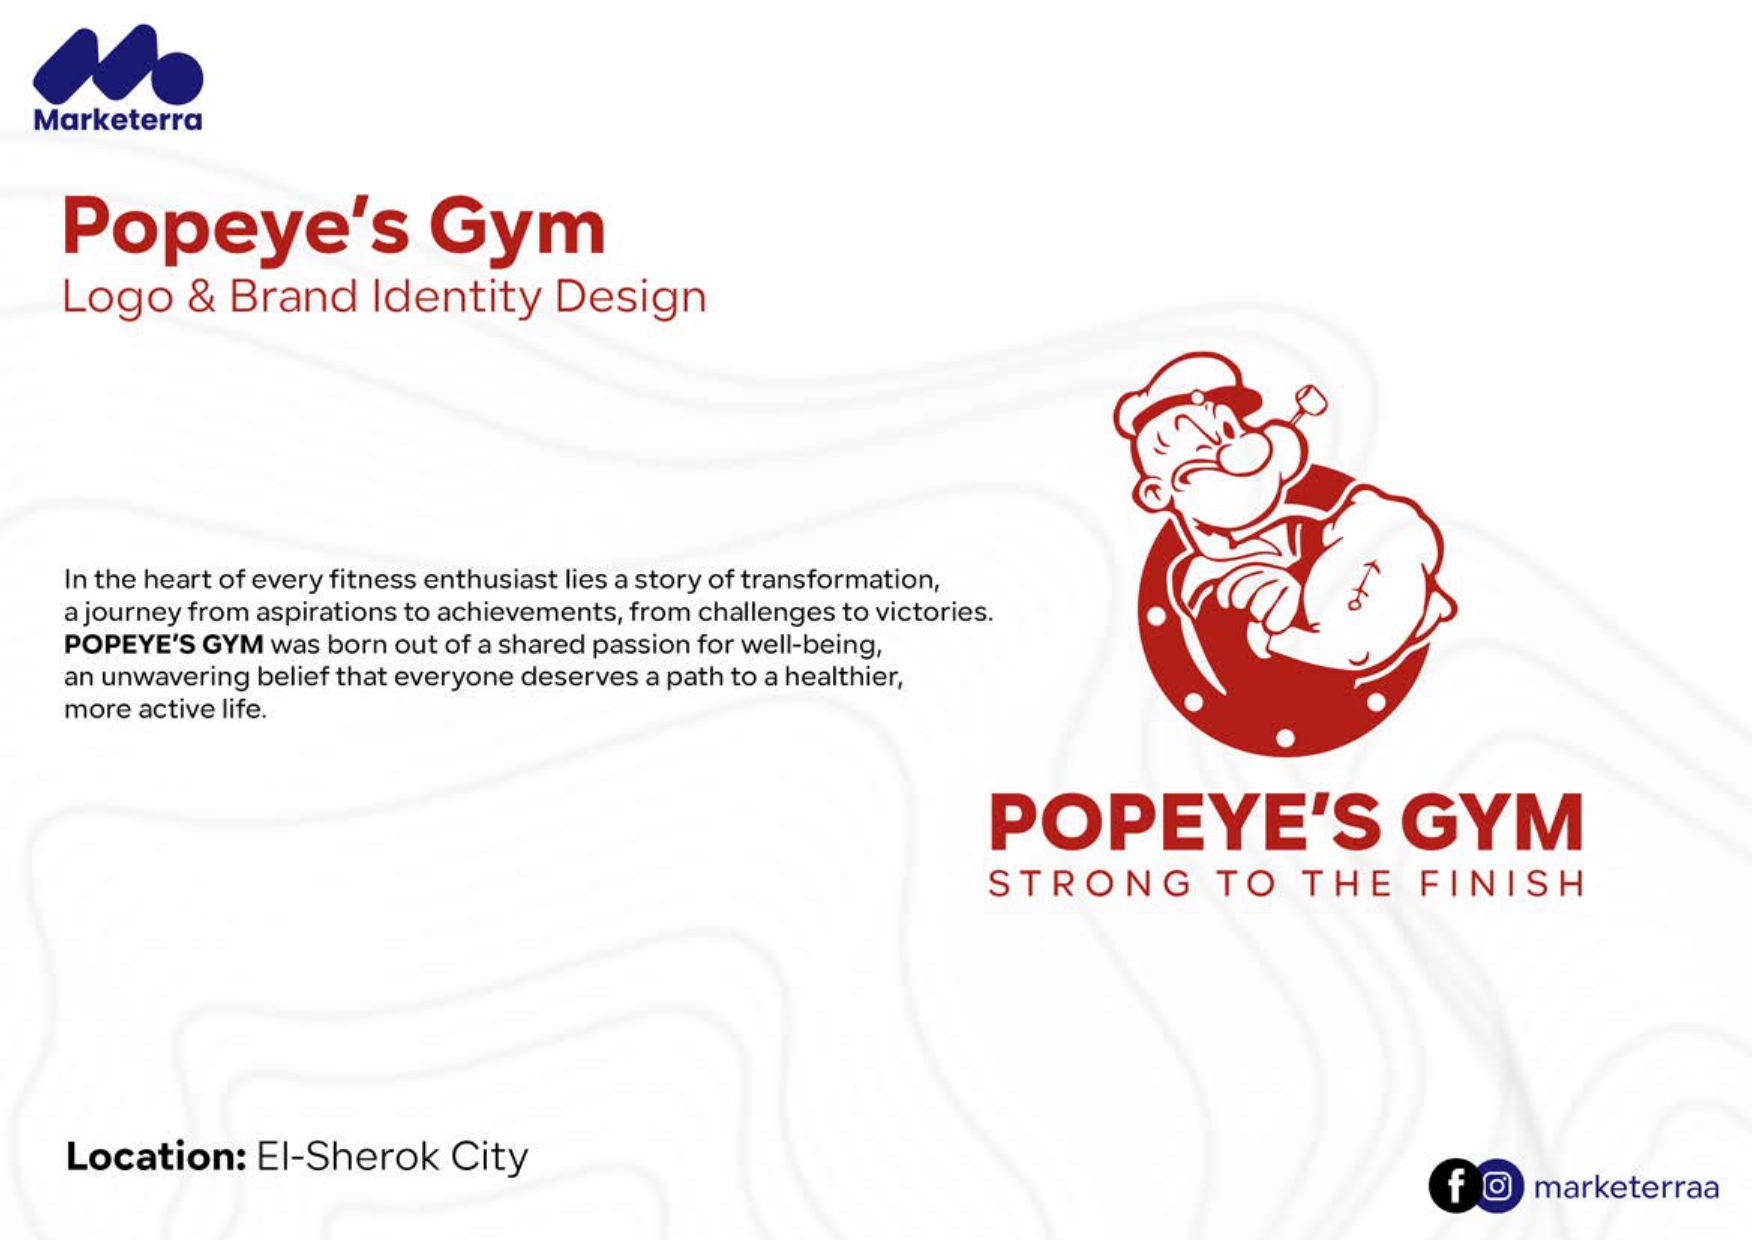 Marketerra
Popeye's Gym
Logo & Brand Identity Design
In the heart of every fitness enthusiast lies a story of transformation,
a journey from aspirations to achievements, from challenges to victories.
POPEYE'S GYM was born out of a shared passion for well-being,
an unwavering belief that everyone deserves a path to a healthier,
more active life.
POPEYE'S GYM
STRONG TO THE FINISH
Location: El-Sherok City
marketerraa